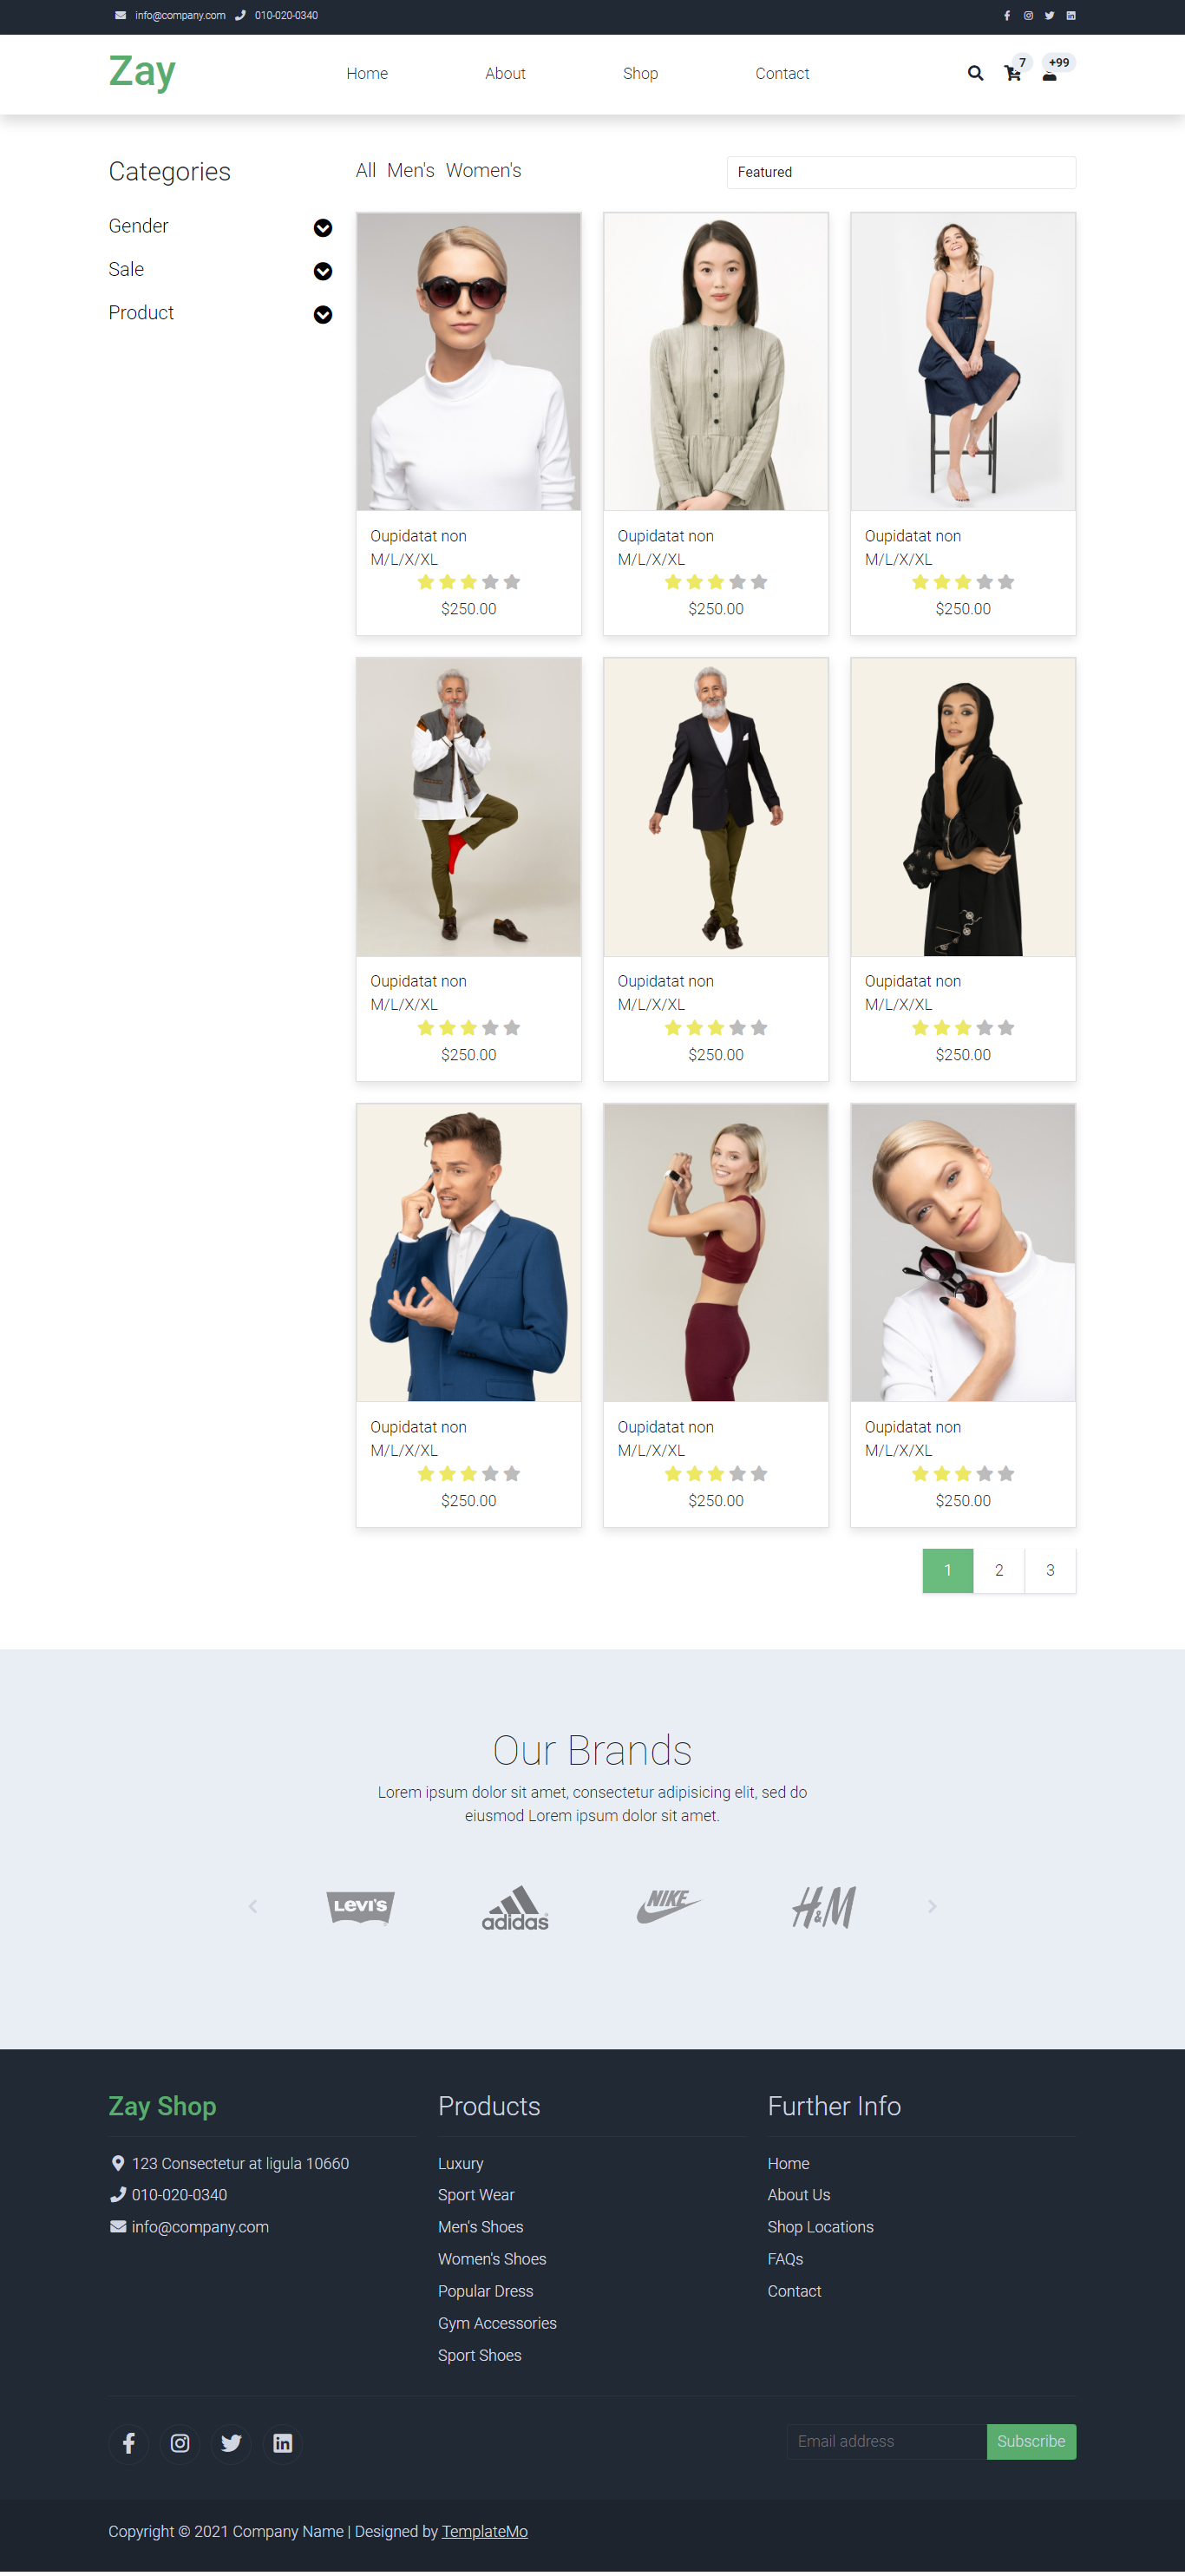 info@company.com 010-020-0340
Zay
Home About Shop Contact
7 +99
Categories
Gender
Sale
Product
All Men's Women's
Featured
Oupidatat non
M/L/X/XL
$250.00
Oupidatat non
M/L/X/XL
$250.00
Oupidatat non
M/L/X/XL
$250.00
Oupidatat non
M/L/X/XL
$250.00
Oupidatat non
M/L/X/XL
$250.00
Oupidatat non
M/L/X/XL
$250.00
Oupidatat non
M/L/X/XL
$250.00
Oupidatat non
M/L/X/XL
$250.00
Oupidatat non
M/L/X/XL
$250.00
1 2 3
Our Brands
Lorem ipsum dolor sit amet, consectetur adipisicing elit, sed do
eiusmod Lorem ipsum dolor sit amet.
Levi's adidas NIKE H&M
Zay Shop
123 Consectetur at ligula 10660
010-020-0340
info@company.com
Products
Luxury
Sport Wear
Men's Shoes
Women's Shoes
Popular Dress
Gym Accessories
Sport Shoes
Further Info
Home
About Us
Shop Locations
FAQs
Contact
Email address Subscribe
Copyright © 2021 Company Name | Designed by TemplateMo